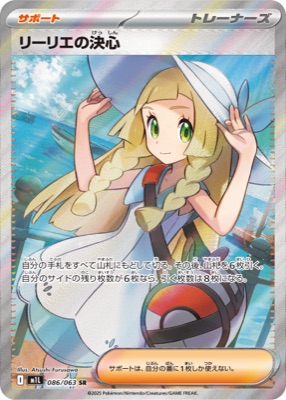 サポート
トレーナーズ
リーリエの決心
自分の手札をすべて山札にもどして切る。その後、山札を6枚引く。
自分のサイドの残り枚数が6枚なら、引く枚数は8枚になる。
サポートは、自分の番に1枚しか使えない。
Illus. Atsushi Furusawa
m1L 086/063 SR
©2025 Pokémon/Nintendo/Creatures/GAME FREAK.